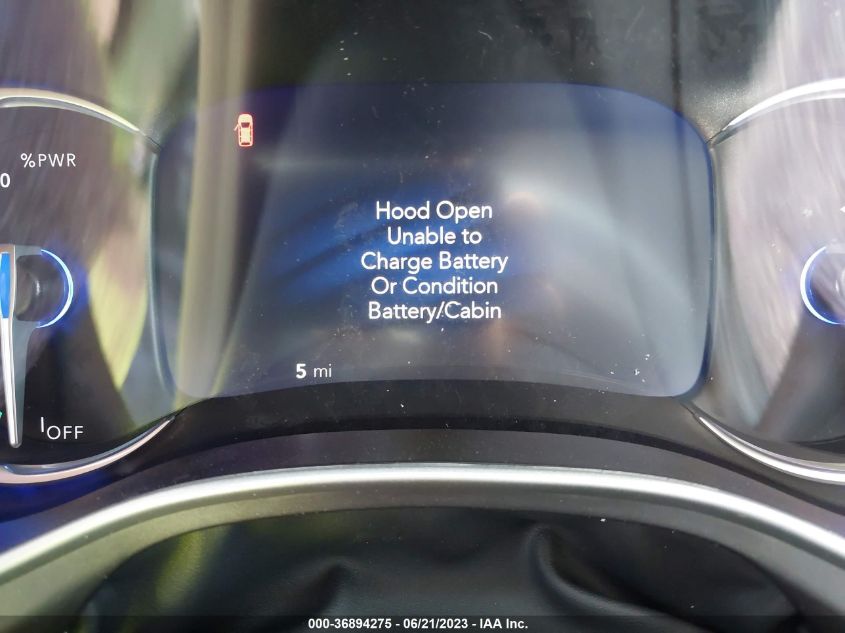 %PWR
0
Hood Open
Unable to
Charge Battery
Or Condition
Battery/Cabin
5 mi
IOFF
000-36894275 - 06/21/2023 - IAA Inc.